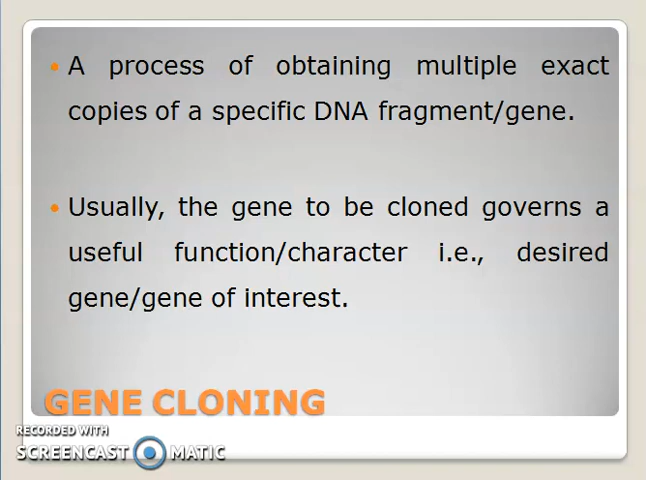 • A process of obtaining multiple exact
copies of a specific DNA fragment/gene.
• Usually, the gene to be cloned governs a
useful function/character i.e., desired
gene/gene of interest.
GENE CLONING
RECORDED WITH
SCREENCAST MATIC